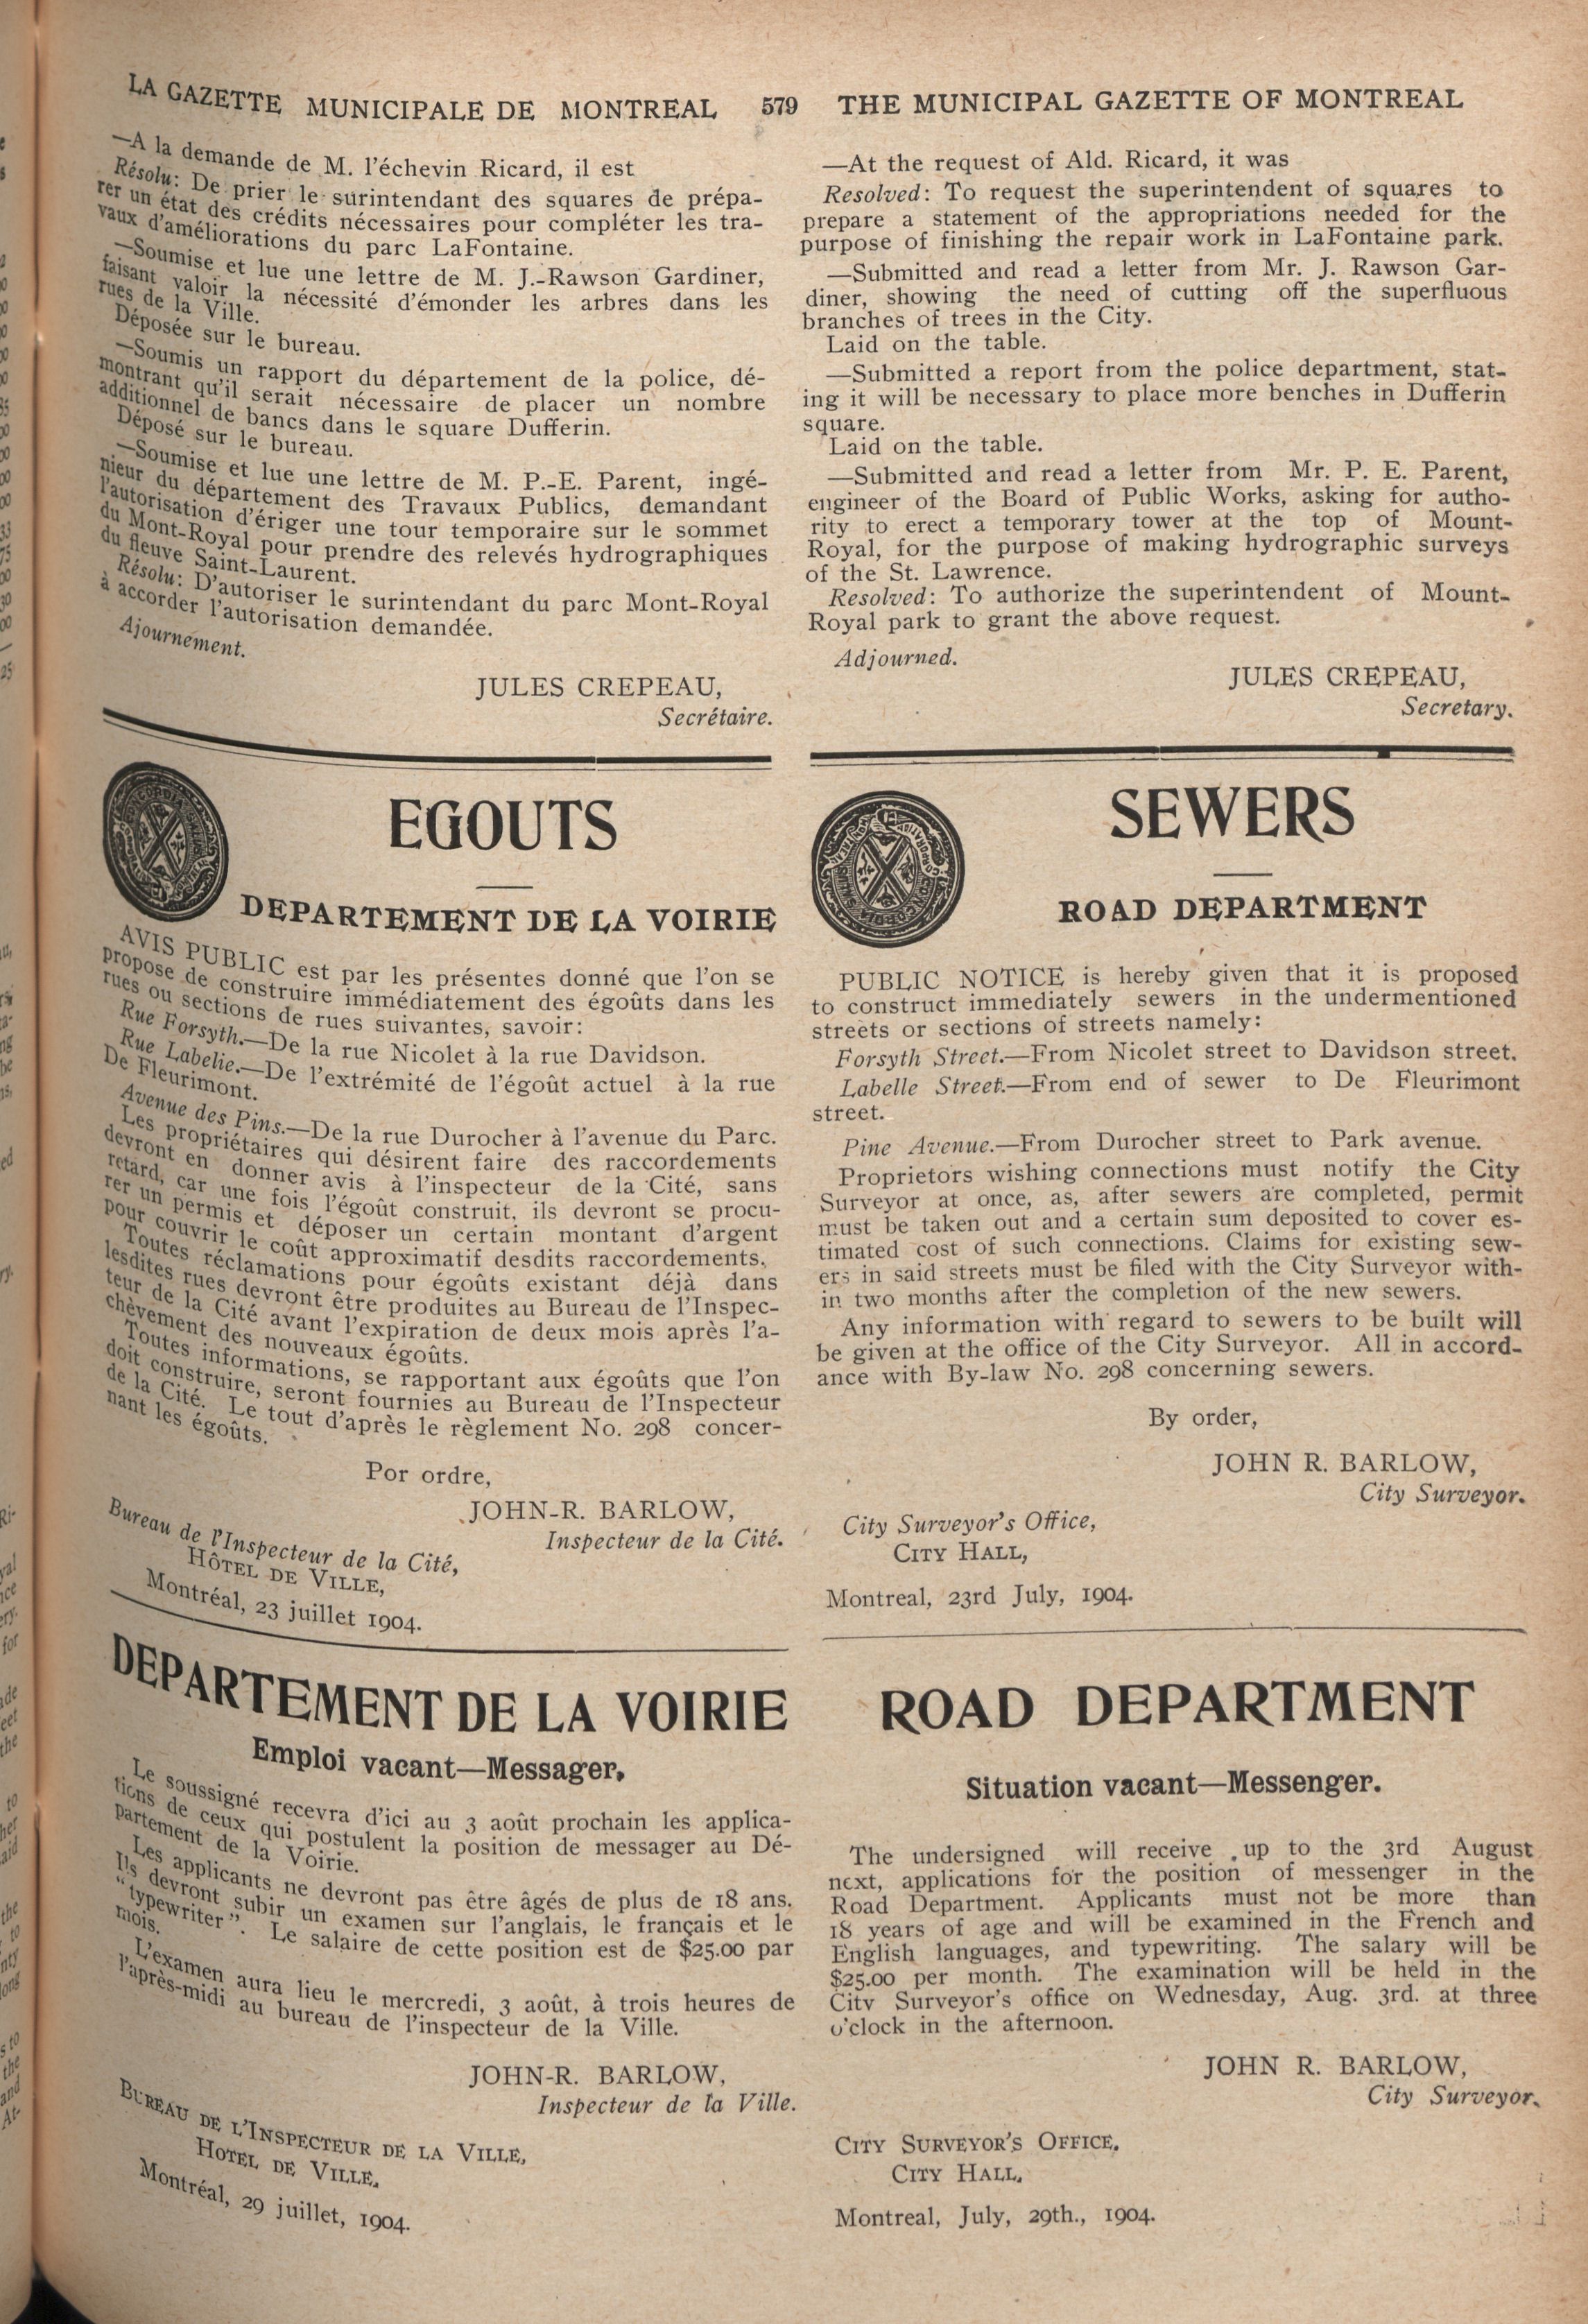 LA GAZETTE MUNICIPALE DE MONTREAL 579 THE MUNICIPAL GAZETTE OF MONTREAL
—A la demande de M. l'échevin Ricard, il est
Résolu: De prier le surintendant des squares de prépa-
rer un état des crédits nécessaires pour compléter les tra-
vaux d'améliorations du parc LaFontaine.
—Soumise et lue une lettre de M. J.-Rawson Gardiner,
faisant valoir la nécessité d'émonder les arbres dans les
rues de la Ville.
Déposée sur le bureau.
—Soumis un rapport du département de la police, dé-
montrant qu'il serait nécessaire de placer un nombre
additionnel de bancs dans le square Dufferin.
Déposé sur le bureau.
—Soumise et lue une lettre de M. P.-E. Parent, ingé-
nieur du département des Travaux Publics, demandant
l'autorisation d'ériger une tour temporaire sur le sommet
du Mont-Royal pour prendre des relevés hydrographiques
du fleuve Saint-Laurent.
Résolu: D'autoriser le surintendant du parc Mont-Royal
à accorder l'autorisation demandée.
Ajournement.
JULES CREPEAU,
Secrétaire.
EGOUTS
DEPARTEMENT DE LA VOIRIE
AVIS PUBLIC est par les présentes donné que l'on se
propose de construire immédiatement des égoûts dans les
rues ou sections de rues suivantes, savoir:
Rue Forsyth.—De la rue Nicolet à la rue Davidson.
Rue Labelie.—De l'extrémité de l'égoût actuel à la rue
De Fleurimont.
Avenue des Pins.—De la rue Durocher à l'avenue du Parc.
Les propriétaires qui désirent faire des raccordements
devront en donner avis à l'inspecteur de la Cité, sans
retard, car une fois l'égoût construit, ils devront se procu-
rer un permis et déposer un certain montant d'argent
pour couvrir le coût approximatif desdits raccordements.
Toutes réclamations pour égoûts existant déjà dans
lesdites rues devront être produites au Bureau de l'Inspec-
teur de la Cité avant l'expiration de deux mois après l'a-
chèvement des nouveaux égoûts.
Toutes informations, se rapportant aux égoûts que l'on
doit construire, seront fournies au Bureau de l'Inspecteur
de la Cité. Le tout d'après le règlement No. 298 concer-
nant les égoûts.
Por ordre,
JOHN-R. BARLOW,
Inspecteur de la Cité.
Bureau de l'Inspecteur de la Cité,
HÔTEL DE VILLE,
Montréal, 23 juillet 1904.
DEPARTEMENT DE LA VOIRIE
Emploi vacant—Messager.
Le soussigné recevra d'ici au 3 août prochain les applica-
tions de ceux qui postulent la position de messager au Dé-
partement de la Voirie.
Les applicants ne devront pas être âgés de plus de 18 ans.
Ils devront subir un examen sur l'anglais, le français et le
"typewriter". Le salaire de cette position est de $25.00 par
mois.
L'examen aura lieu le mercredi, 3 août, à trois heures de
l'après-midi au bureau de l'inspecteur de la Ville.
JOHN-R. BARLOW,
Inspecteur de la Ville.
BUREAU DE L'INSPECTEUR DE LA VILLE,
HOTEL DE VILLE,
Montréal, 29 juillet, 1904.
—At the request of Ald. Ricard, it was
Resolved: To request the superintendent of squares to
prepare a statement of the appropriations needed for the
purpose of finishing the repair work in LaFontaine park.
—Submitted and read a letter from Mr. J. Rawson Gar-
diner, showing the need of cutting off the superfluous
branches of trees in the City.
Laid on the table.
—Submitted a report from the police department, stat-
ing it will be necessary to place more benches in Dufferin
square.
Laid on the table.
—Submitted and read a letter from Mr. P. E. Parent,
engineer of the Board of Public Works, asking for autho-
rity to erect a temporary tower at the top of Mount-
Royal, for the purpose of making hydrographic surveys
of the St. Lawrence.
Resolved: To authorize the superintendent of Mount-
Royal park to grant the above request.
Adjourned.
JULES CREPEAU,
Secretary.
SEWERS
ROAD DEPARTMENT
PUBLIC NOTICE is hereby given that it is proposed
to construct immediately sewers in the undermentioned
streets or sections of streets namely:
Forsyth Street.—From Nicolet street to Davidson street.
Labelle Street.—From end of sewer to De Fleurimont
street.
Pine Avenue.—From Durocher street to Park avenue.
Proprietors wishing connections must notify the City
Surveyor at once, as, after sewers are completed, permit
must be taken out and a certain sum deposited to cover es-
timated cost of such connections. Claims for existing sew-
ers in said streets must be filed with the City Surveyor with-
in two months after the completion of the new sewers.
Any information with regard to sewers to be built will
be given at the office of the City Surveyor. All in accord-
ance with By-law No. 298 concerning sewers.
By order,
JOHN R. BARLOW,
City Surveyor.
City Surveyor's Office,
CITY HALL,
Montreal, 23rd July, 1904.
ROAD DEPARTMENT
Situation vacant—Messenger.
The undersigned will receive up to the 3rd August
next, applications for the position of messenger in the
Road Department. Applicants must not be more than
18 years of age and will be examined in the French and
English languages, and typewriting. The salary will be
$25.00 per month. The examination will be held in the
City Surveyor's office on Wednesday, Aug. 3rd. at three
o'clock in the afternoon.
JOHN R. BARLOW,
City Surveyor.
CITY SURVEYOR'S OFFICE,
CITY HALL,
Montreal, July, 29th., 1904.